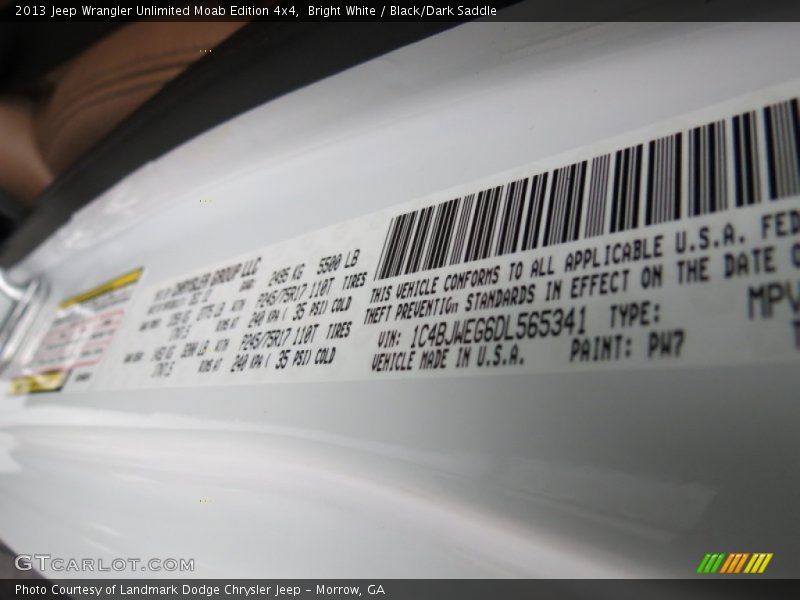 2013 Jeep Wrangler Unlimited Moab Edition 4x4, Bright White / Black/Dark Saddle
CHRYSLER GROUP LLC
2495 KG 5500 LB
P245/75R17 110T TIRES
240 KPA ( 35 PSI) COLD
P245/75R17 110T TIRES
240 KPA ( 35 PSI) COLD
THIS VEHICLE CONFORMS TO ALL APPLICABLE U.S.A. FED
THEFT PREVENTION STANDARDS IN EFFECT ON THE DATE
VIN: 1C4BJWEG6DL565341 TYPE: MPV
VEHICLE MADE IN U.S.A. PAINT: PW7
GTCARLOT.COM
Photo Courtesy of Landmark Dodge Chrysler Jeep - Morrow, GA